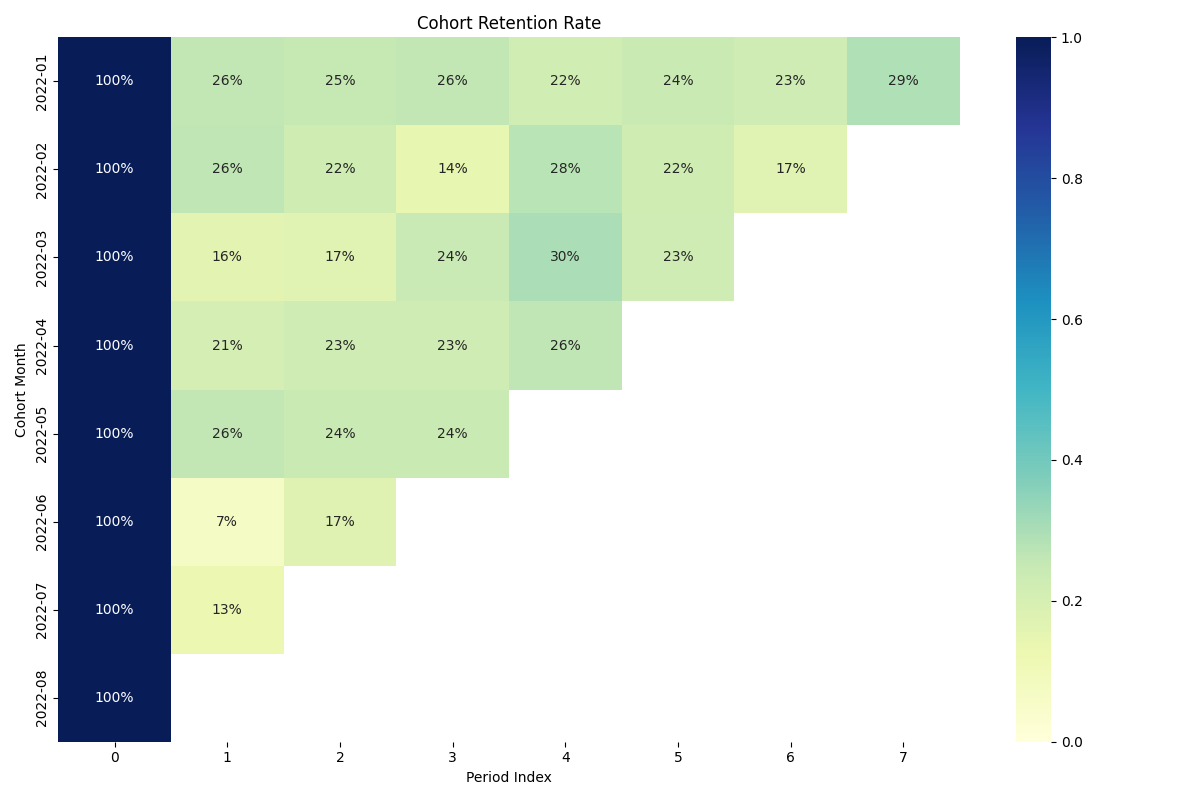 Cohort Retention Rate
Cohort Month
2022-01 100% 26% 25% 26% 22% 24% 23% 29%
2022-02 100% 26% 22% 14% 28% 22% 17%
2022-03 100% 16% 17% 24% 30% 23%
2022-04 100% 21% 23% 23% 26%
2022-05 100% 26% 24% 24%
2022-06 100% 7% 17%
2022-07 100% 13%
2022-08 100%
0 1 2 3 4 5 6 7
Period Index
1.0
0.8
0.6
0.4
0.2
0.0